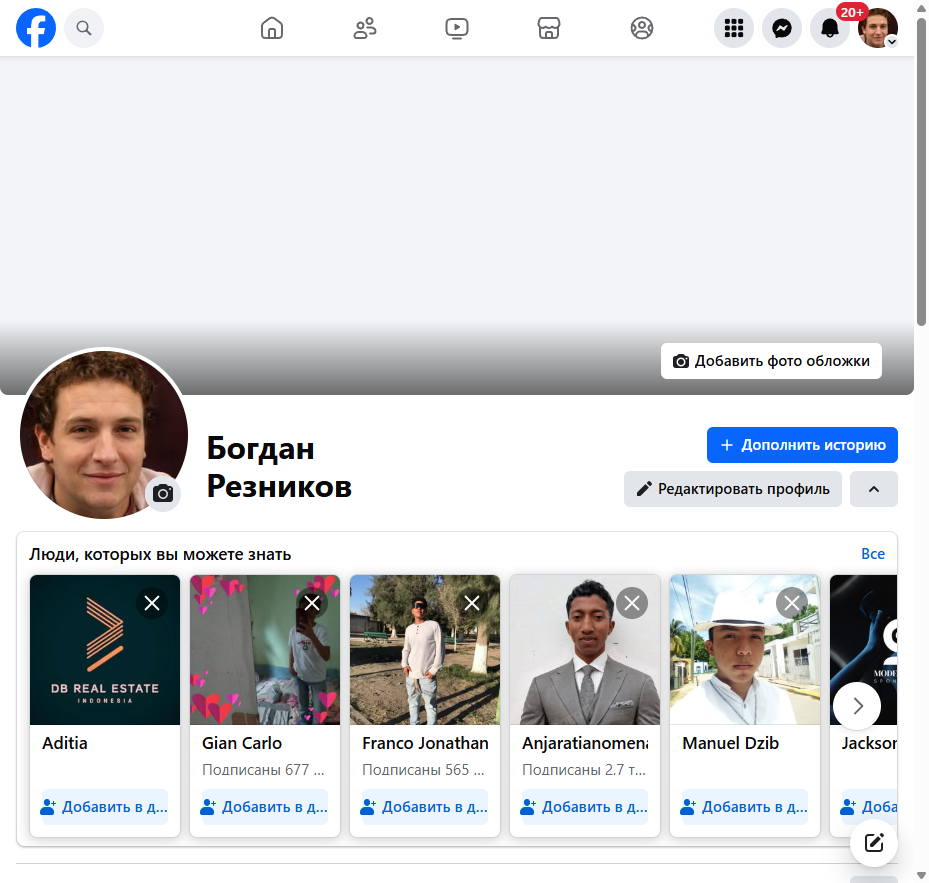 20+
Добавить фото обложки
Богдан
Резников
Дополнить историю
Редактировать профиль
Люди, которых вы можете знать
Все
DB REAL ESTATE
INDONESIA
Aditia
Gian Carlo
Franco Jonathan
Anjaratianomena
Manuel Dzib
Jackson
Подписаны 677 ...
Подписаны 565 ...
Подписаны 2.7 т...
Добавить в д...
Добавить в д...
Добавить в д...
Добавить в д...
Добавить в д...
Доба